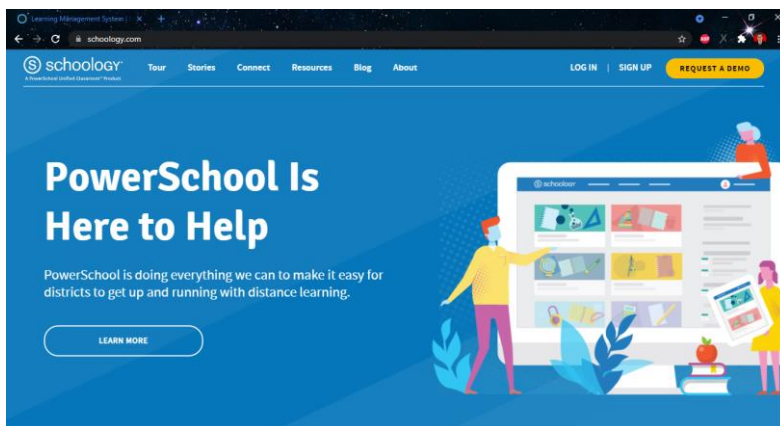 Learning Management System |
schoology.com
schoology
A PowerSchool Unified Classroom® Product
Tour Stories Connect Resources Blog About LOG IN | SIGN UP REQUEST A DEMO
PowerSchool Is
Here to Help
PowerSchool is doing everything we can to make it easy for
districts to get up and running with distance learning.
LEARN MORE
schoology